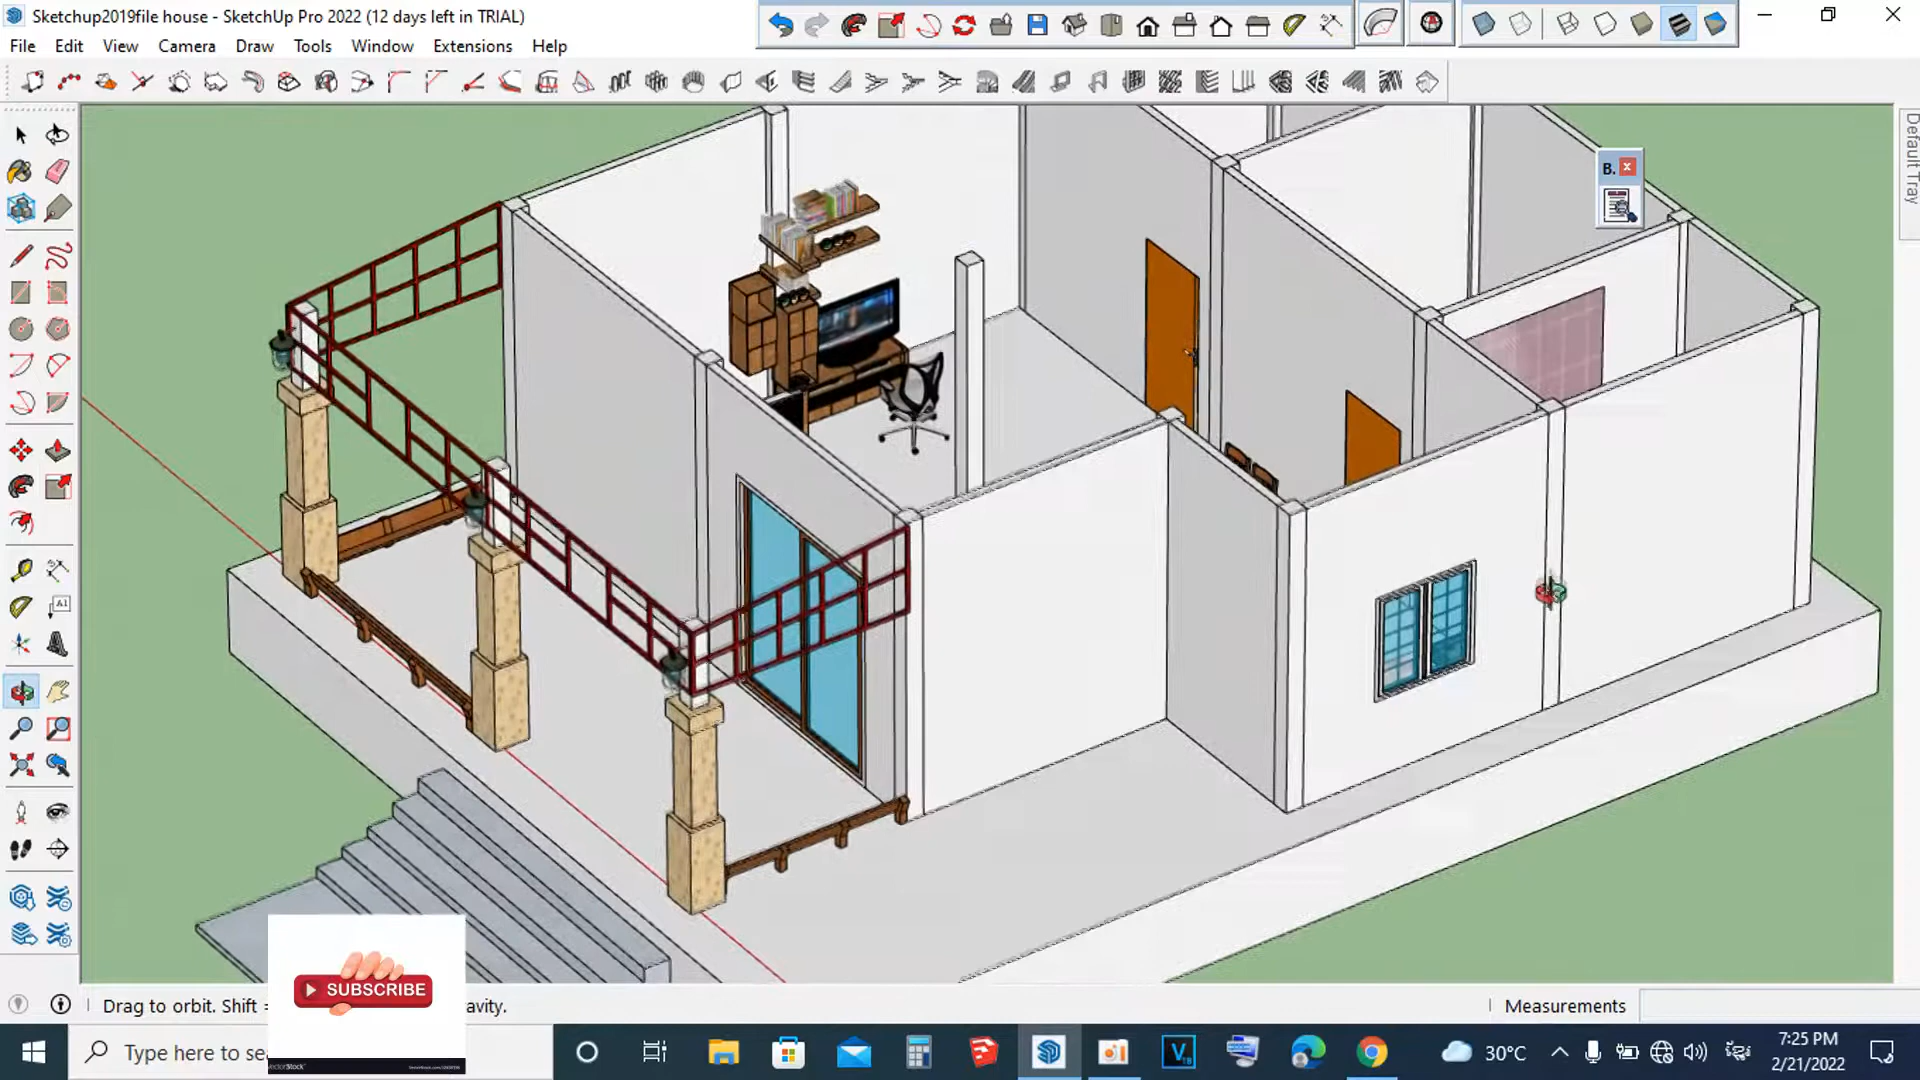 Sketchup2019file house - SketchUp Pro 2022 (12 days left in TRIAL)
File Edit View Camera Draw Tools Window Extensions Help
B.
Default Tray
A1
SUBSCRIBE
Drag to orbit. Shift = avity.
Measurements
Type here to se
30°C
7:25 PM
2/21/2022